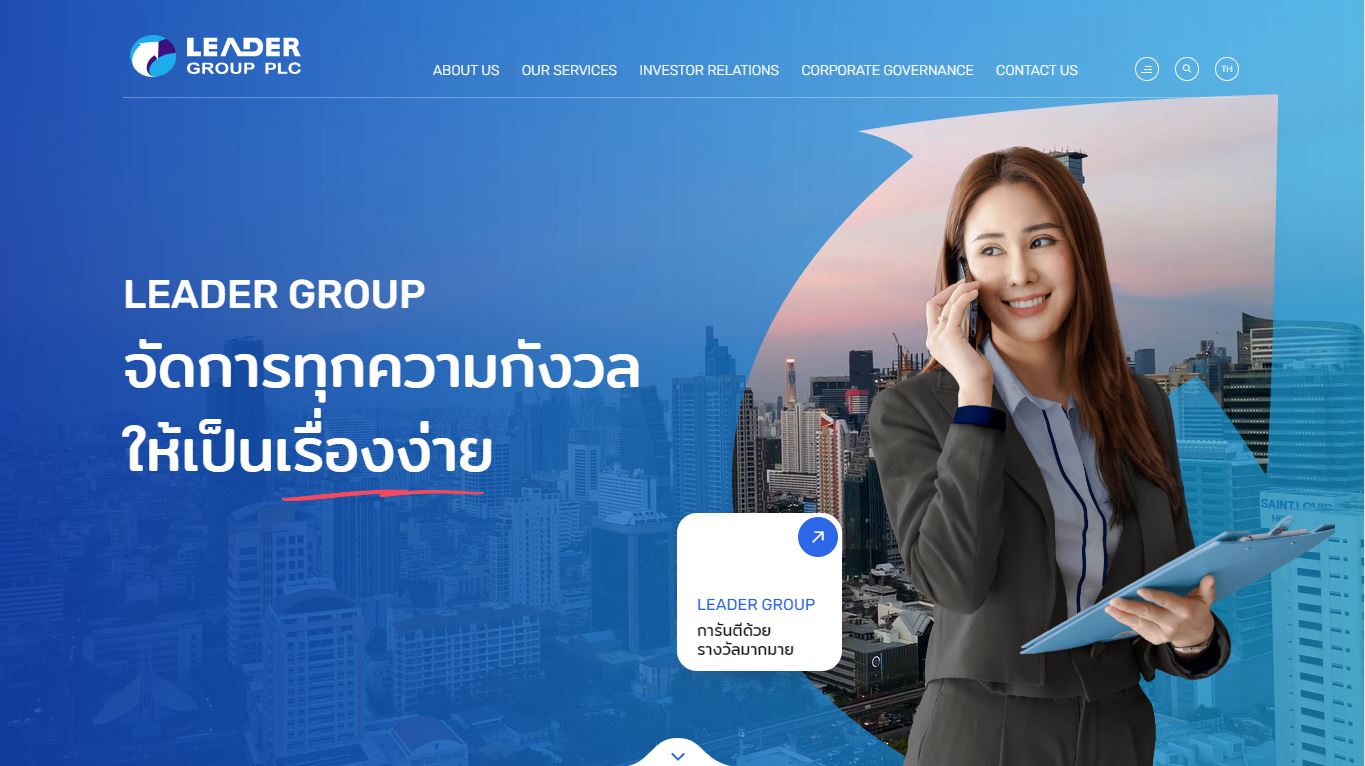 LEADER
GROUP PLC
ABOUT US
OUR SERVICES
INVESTOR RELATIONS
CORPORATE GOVERNANCE
CONTACT US
TH
LEADER GROUP
จัดการทุกความกังวล
ให้เป็นเรื่องง่าย
LEADER GROUP
การันตีด้วย
รางวัลมากมาย